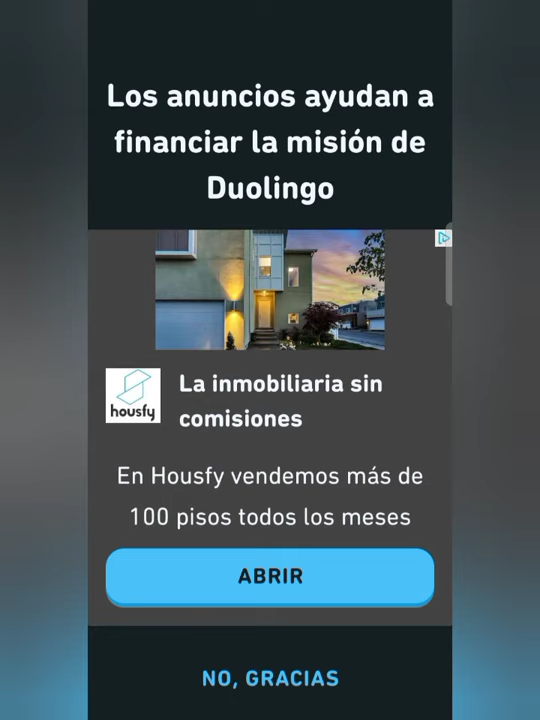 Los anuncios ayudan a
financiar la misión de
Duolingo
housfy
La inmobiliaria sin
comisiones
En Housfy vendemos más de
100 pisos todos los meses
ABRIR
NO, GRACIAS